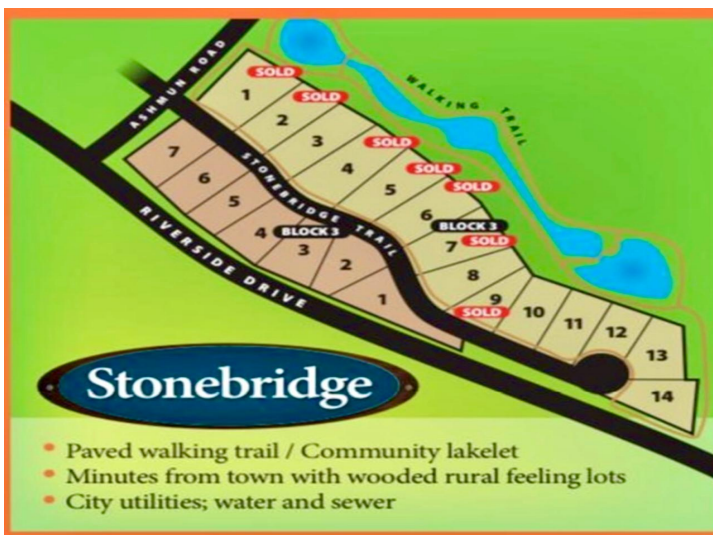 ASHMUN ROAD
WALKING TRAIL
SOLD
1
SOLD
2
3
SOLD
4
SOLD
5
SOLD
6
BLOCK 3
7
SOLD
8
9
SOLD
10
11
12
13
14
STONEBRIDGE TRAIL
7
6
5
4
BLOCK 3
3
2
1
RIVERSIDE DRIVE
Stonebridge
• Paved walking trail / Community lakelet
• Minutes from town with wooded rural feeling lots
• City utilities; water and sewer